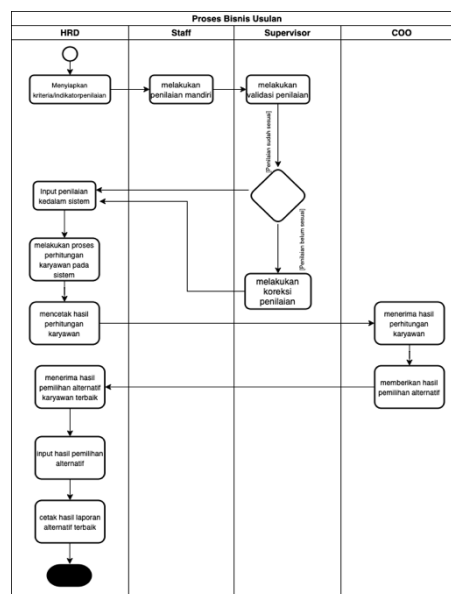 Proses Bisnis Usulan
HRD
Staff
Supervisor
COO
Menyiapkan
kriteria/indikatorpenilaian
melakukan
penilaian mandiri
melakukan
validasi penilaian
[Penilaian sudah sesuai]
Input penilaian
kedalam sistem
[Penilaian belum sesuai]
melakukan proses
perhitungan
karyawan pada
sistem
melakukan
koreksi
penilaian
mencetak hasil
perhitungan
karyawan
menerima hasil
perhitungan
karyawan
menerima hasil
pemilihan alternatif
karyawan terbaik
memberikan hasil
pemilihan alternatif
input hasil pemilihan
alternatif
cetak hasil laporan
alternatif terbaik